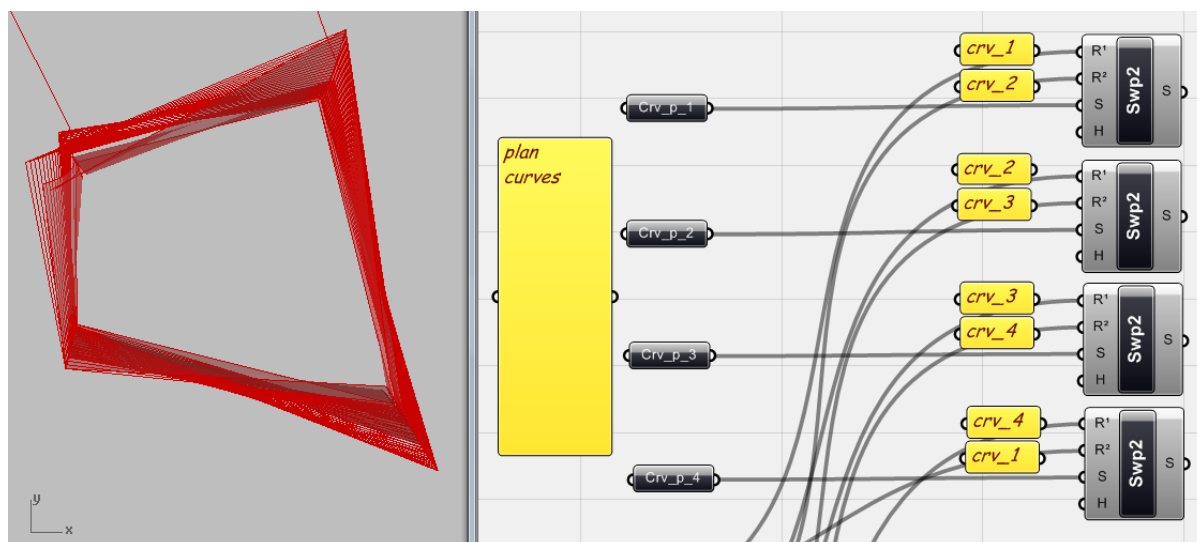 plan
curves
Crv_p_1
Crv_p_2
Crv_p_3
Crv_p_4
crv_1
crv_2
R¹
R²
S
H
Swp2
S
crv_2
crv_3
R¹
R²
S
H
Swp2
S
crv_3
crv_4
R¹
R²
S
H
Swp2
S
crv_4
crv_1
R¹
R²
S
H
Swp2
S
y
x